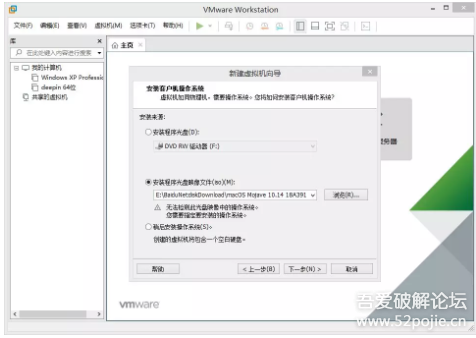 VMware Workstation
文件(F) 编辑(E) 查看(V) 虚拟机(M) 选项卡(T) 帮助(H)
库
在此处键入内容进行搜索
主页
我的计算机
Windows XP Professio
deepin 64位
共享的虚拟机
新建虚拟机向导
安装客户机操作系统
虚拟机如同物理机，需要操作系统。您将如何安装客户机操作系统?
安装来源:
安装程序光盘(D):
DVD RW 驱动器 (F:)
安装程序光盘映像文件(iso)(M):
E:\BaiduNetdiskDownload\macOS Mojave 10.14 18A391
浏览(R)...
无法检测此光盘映像中的操作系统。
您需要指定要安装的操作系统。
稍后安装操作系统(S)。
创建的虚拟机将包含一个空白硬盘。
帮助
< 上一步(B)
下一步(N) >
取消
务器
vmware
吾爱破解论坛
www.52pojie.cn